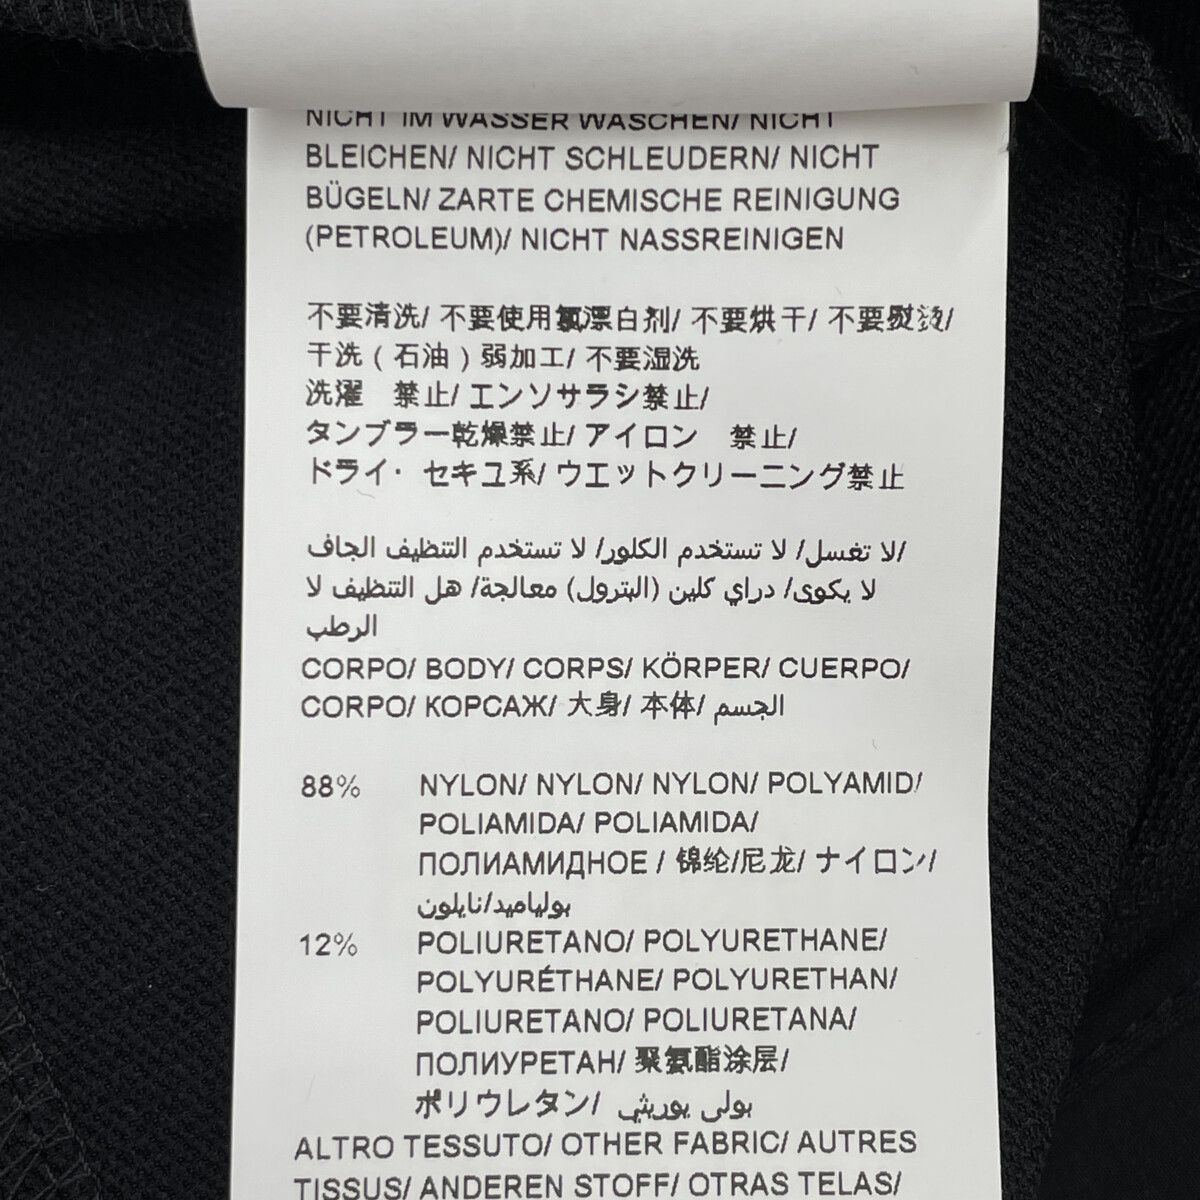 NICHT IM WASSER WASCHEN/ NICHT
BLEICHEN/ NICHT SCHLEUDERN/ NICHT
BÜGELN/ ZARTE CHEMISCHE REINIGUNG
(PETROLEUM)/ NICHT NASSREINIGEN
不要清洗/ 不要使用氯漂白剂/ 不要烘干/ 不要熨烫/
干洗（石油）弱加工/ 不要湿洗
洗濯　禁止/ エンソサラシ禁止/
タンブラー乾燥禁止/ アイロン　禁止/
ドライ・ セキユ系/ ウエットクリーニング禁止
لا تغسل/ لا تستخدم الكلور/ لا تستخدم التنظيف الجاف/
لا يكوى/ دراي كلين (البترول) معالجة/ هل التنظيف لا
الرطب
CORPO/ BODY/ CORPS/ KÖRPER/ CUERPO/
CORPO/ КОРСАЖ/ 大身/ 本体/ الجسم
88% NYLON/ NYLON/ NYLON/ POLYAMID/
POLIAMIDA/ POLIAMIDA/
ПОЛИАМИДНОЕ / 锦纶/尼龙/ ナイロン/
بولياميد/نايلون
12% POLIURETANO/ POLYURETHANE/
POLYURÉTHANE/ POLYURETHAN/
POLIURETANO/ POLIURETANA/
ПОЛИУРЕТАН/ 聚氨酯涂层/
ポリウレタン/ بولى يوريثي
ALTRO TESSUTO/ OTHER FABRIC/ AUTRES
TISSUS/ ANDEREN STOFF/ OTRAS TELAS/